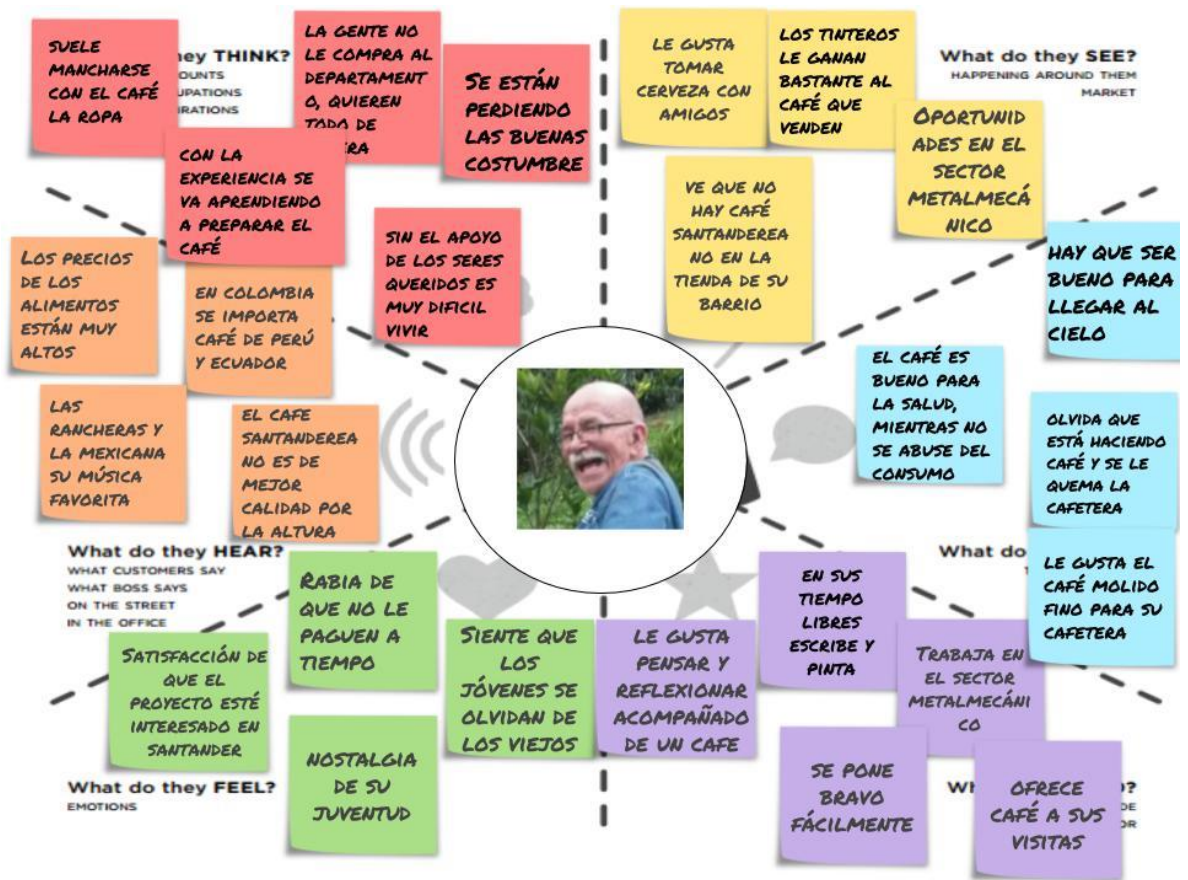 SUELE
MANCHARSE
CON EL CAFÉ
LA ROPA
LA GENTE NO
LE COMPRA AL
DEPARTAMENT
O, QUIEREN
TODO DE
SE ESTÁN
PERDIENDO
LAS BUENAS
COSTUMBRE
CON LA
EXPERIENCIA SE
VA APRENDIENDO
A PREPARAR EL
CAFÉ
SIN EL APOYO
DE LOS SERES
QUERIDOS ES
MUY DIFICIL
VIVIR
THINK?
LE GUSTA
TOMAR
CERVEZA CON
AMIGOS
LOS TINTEROS
LE GANAN
BASTANTE AL
CAFÉ QUE
VENDEN
OPORTUNID
ADES EN EL
SECTOR
METALMECÁ
NICO
VE QUE NO
HAY CAFÉ
SANTANDEREA
NO EN LA
TIENDA DE SU
BARRIO
What do they SEE?
HAPPENING AROUND THEM
MARKET
HAY QUE SER
BUENO PARA
LLEGAR AL
CIELO
EL CAFÉ ES
BUENO PARA
LA SALUD,
MIENTRAS NO
SE ABUSE DEL
CONSUMO
OLVIDA QUE
ESTÁ HACIENDO
CAFÉ Y SE LE
QUEMA LA
CAFETERA
LE GUSTA EL
CAFÉ MOLIDO
FINO PARA SU
CAFETERA
What do
LOS PRECIOS
DE LOS
ALIMENTOS
ESTÁN MUY
ALTOS
EN COLOMBIA
SE IMPORTA
CAFÉ DE PERÚ
Y ECUADOR
LAS
RANCHERAS Y
LA MEXICANA
SU MÚSICA
FAVORITA
EL CAFE
SANTANDEREA
NO ES DE
MEJOR
CALIDAD POR
LA ALTURA
What do they HEAR?
WHAT CUSTOMERS SAY
WHAT BOSS SAYS
ON THE STREET
IN THE OFFICE
RABIA DE
QUE NO LE
PAGUEN A
TIEMPO
SATISFACCIÓN DE
QUE EL
PROYECTO ESTÉ
INTERESADO EN
SANTANDER
SIENTE QUE
LOS
JÓVENES SE
OLVIDAN DE
LOS VIEJOS
NOSTALGIA
DE SU
JUVENTUD
What do they FEEL?
EMOTIONS
LE GUSTA
PENSAR Y
REFLEXIONAR
ACOMPAÑADO
DE UN CAFE
EN SUS
TIEMPO
LIBRES
ESCRIBE Y
PINTA
TRABAJA EN
EL SECTOR
METALMECÁNI
CO
SE PONE
BRAVO
FÁCILMENTE
OFRECE
CAFÉ A SUS
VISITAS